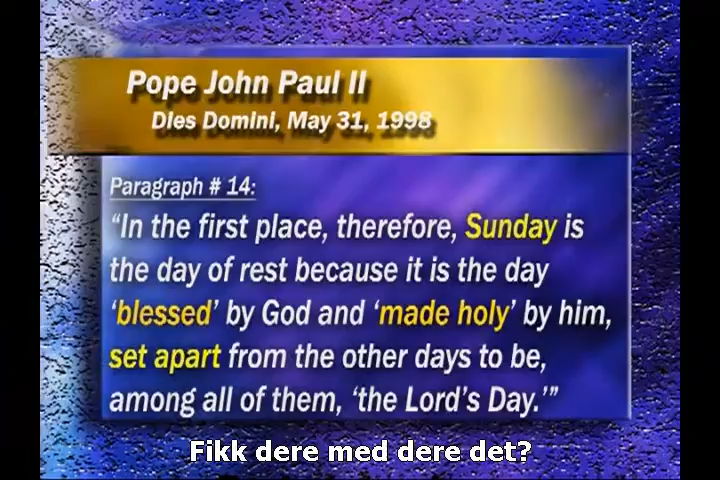 Pope John Paul II
Dies Domini, May 31, 1998
Paragraph # 14:
“In the first place, therefore, Sunday is
the day of rest because it is the day
‘blessed’ by God and ‘made holy’ by him,
set apart from the other days to be,
among all of them, ‘the Lord’s Day.’”
Fikk dere med dere det?